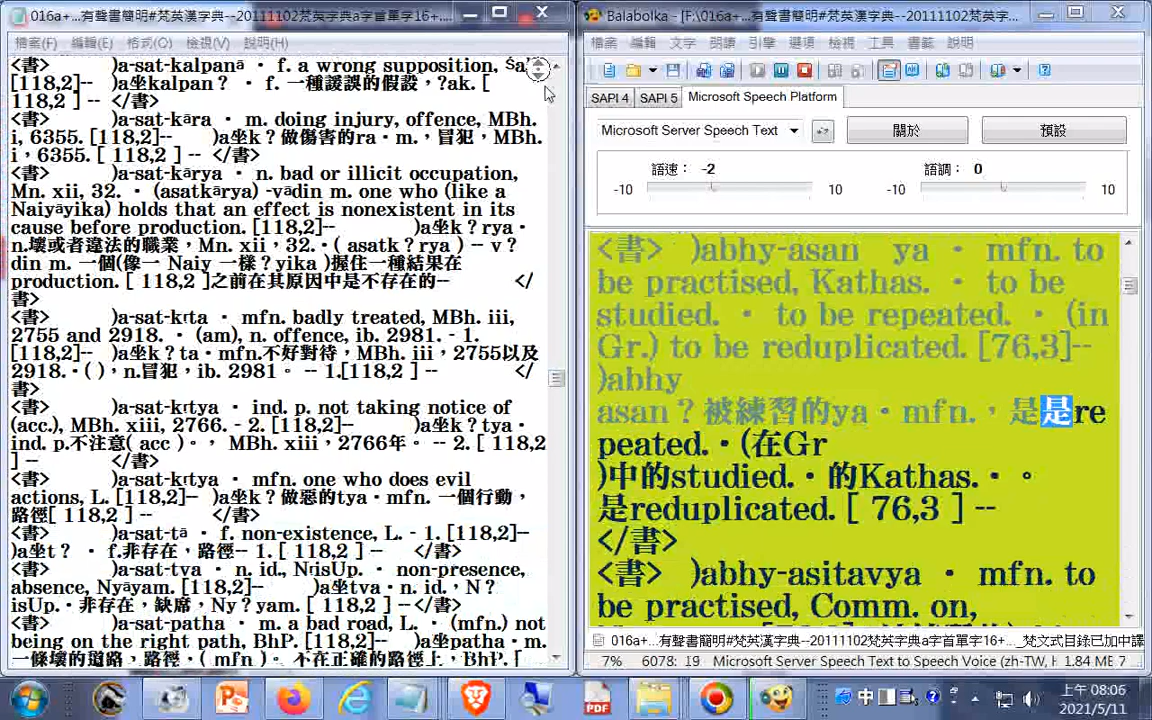 016a+...有聲書簡明#梵英漢字典--20111102梵英字典a字首單字16+...
檔案(F) 編輯(E) 格式(O) 檢視(V) 說明(H)
<書> )a-sat-kalpanā • f. a wrong supposition,
[118,2]-- )a坐kalpan？ • f. 一種謬誤的假設，?ak. [
118,2 ] -- </書>
<書> )a-sat-kāra • m. doing injury, offence, MBh.
i, 6355. [118,2]-- )a坐k？做傷害的ra • m.，冒犯，MBh.
i，6355. [ 118,2 ] -- </書>
<書> )a-sat-kārya • n. bad or illicit occupation,
Mn. xii, 32. • (asatkārya) -vādin m. one who (like a
Naiyāyika) holds that an effect is nonexistent in its
cause before production. [118,2]-- )a坐k？rya •
n.壞或者違法的職業，Mn. xii，32. • ( asatk？rya ) -- v？
din m. 一個(像一 Naiy 一樣？yika )握住一種結果在
production. [ 118,2 ]之前在其原因中是不存在的-- </
書>
<書> )a-sat-kṛta • mfn. badly treated, MBh. iii,
2755 and 2918. • (am), n. offence, ib. 2981. - 1.
[118,2]-- )a坐k？ta • mfn.不好對待，MBh. iii，2755以及
2918. • ( )，n.冒犯，ib. 2981。 -- 1.[118,2 ] -- </
書>
<書> )a-sat-kṛtya • ind. p. not taking notice of
(acc.), MBh. xiii, 2766. - 2. [118,2]-- )a坐k？tya •
ind. p.不注意( acc )。， MBh. xiii，2766年。 -- 2. [ 118,2
] -- </書>
<書> )a-sat-kṛtya • mfn. one who does evil
actions, L. [118,2]-- )a坐k？做惡的tya • mfn. 一個行動，
路徑[ 118,2 ] -- </書>
<書> )a-sat-tā • f. non-existence, L. - 1. [118,2]--
)a坐t？ • f.非存在，路徑-- 1. [ 118,2 ] -- </書>
<書> )a-sat-tva • n. id., NṛisUp. • non-presence,
absence, Nyāyam. [118,2]-- )a坐tva • n. id.，N？
isUp. • 非存在，缺席，Ny？yam. [ 118,2 ] -- </書>
<書> )a-sat-patha • m. a bad road, L. • (mfn.) not
being on the right path, BhP. [118,2]-- )a坐patha • m.
一條壞的道路，路徑 • ( mfn )。 不在正確的路徑上，BhP. [
Balabolka - [F:\016a+...有聲書簡明#梵英漢字典--20111102梵英字...
檔案 編輯 文字 朗讀 引擎 選項 檢視 工具 書籤 說明
SAPI 4 SAPI 5 Microsoft Speech Platform
Microsoft Server Speech Text 關於 預設
語速： -2 語調： 0
-10 10 -10 10
<書> )abhy-asan ya • mfn. to
be practised, Kathas. • to be
studied. • to be repeated. • (in
Gr.) to be reduplicated. [76,3]--
)abhy
asan？被練習的ya • mfn.，是是re
peated. • (在Gr
)中的studied. • 的Kathas. • 。
是reduplicated. [ 76,3 ] --
</書>
<書> )abhy-asitavya • mfn. to
be practised, Comm. on,
016a+...有聲書簡明#梵英漢字典--20111102梵英字典a字首單字16+..._梵文式目錄已加中譯
7% 6078: 19 Microsoft Server Speech Text to Speech Voice (zh-TW, H 1.84 MB 7
中
PDF
上午 08:06
2021/5/11